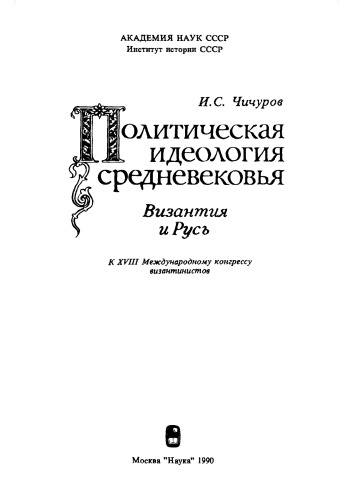 АКАДЕМИЯ НАУК СССР
Институт истории СССР
И.С. Чичуров
Политическая
идеология
средневековья
Византия
и Русь
К XVIII Международному конгрессу
византинистов
Москва "Наука" 1990